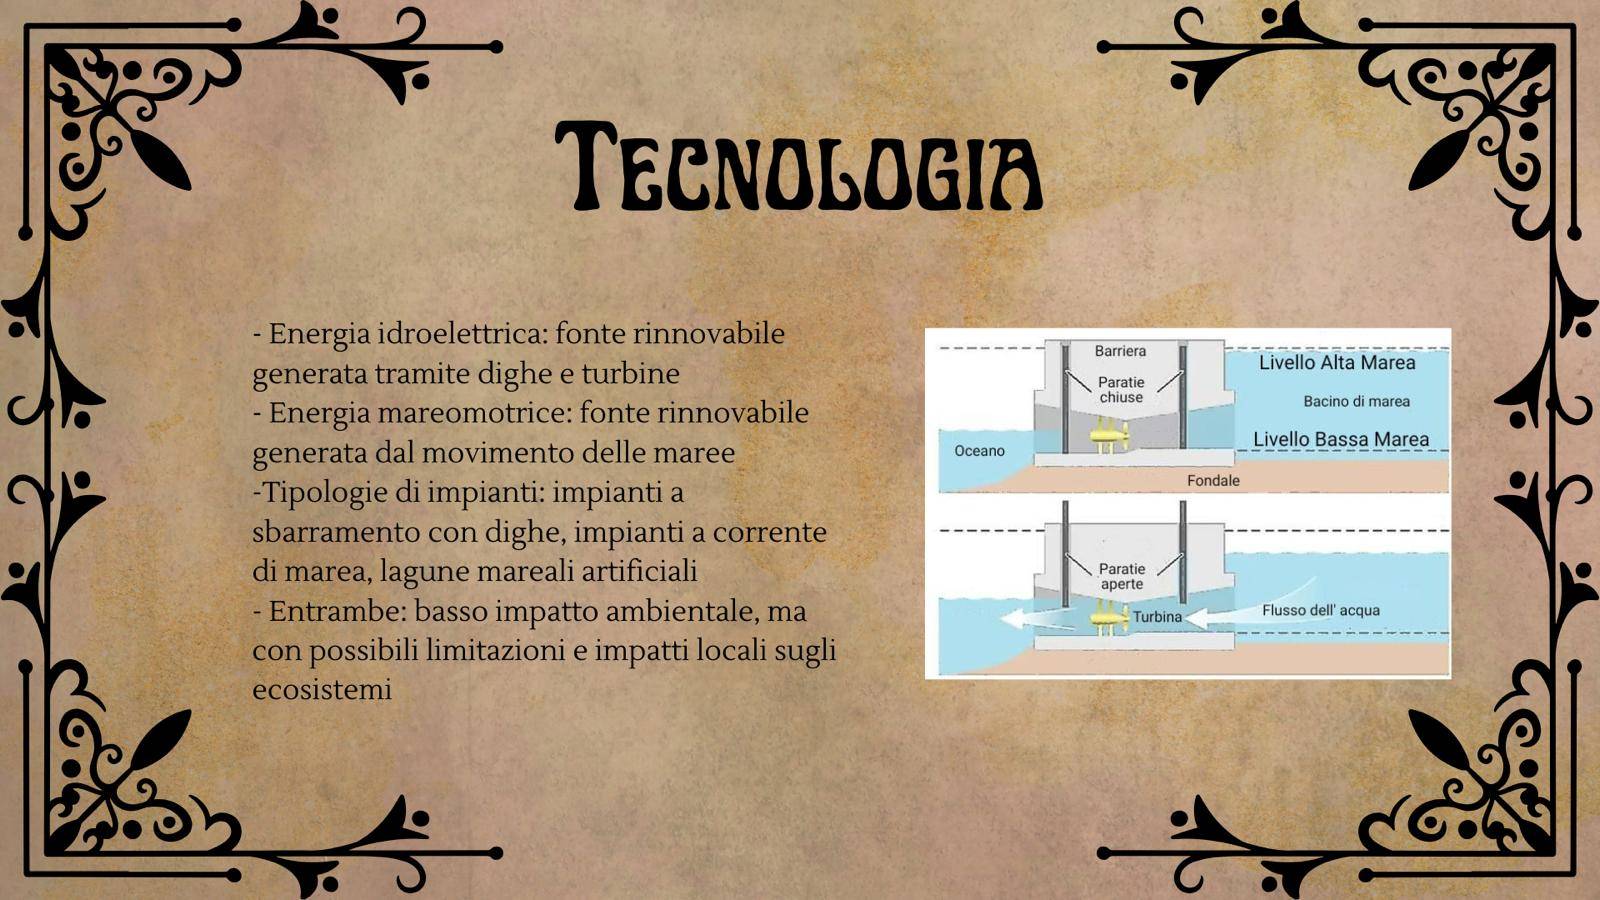 Tecnologia
- Energia idroelettrica: fonte rinnovabile
generata tramite dighe e turbine
- Energia mareomotrice: fonte rinnovabile
generata dal movimento delle maree
-Tipologie di impianti: impianti a
sbarramento con dighe, impianti a corrente
di marea, lagune mareali artificiali
- Entrambe: basso impatto ambientale, ma
con possibili limitazioni e impatti locali sugli
ecosistemi
Barriera
Livello Alta Marea
Paratie
chiuse
Bacino di marea
Livello Bassa Marea
Oceano
Fondale
Paratie
aperte
Turbina
Flusso dell' acqua